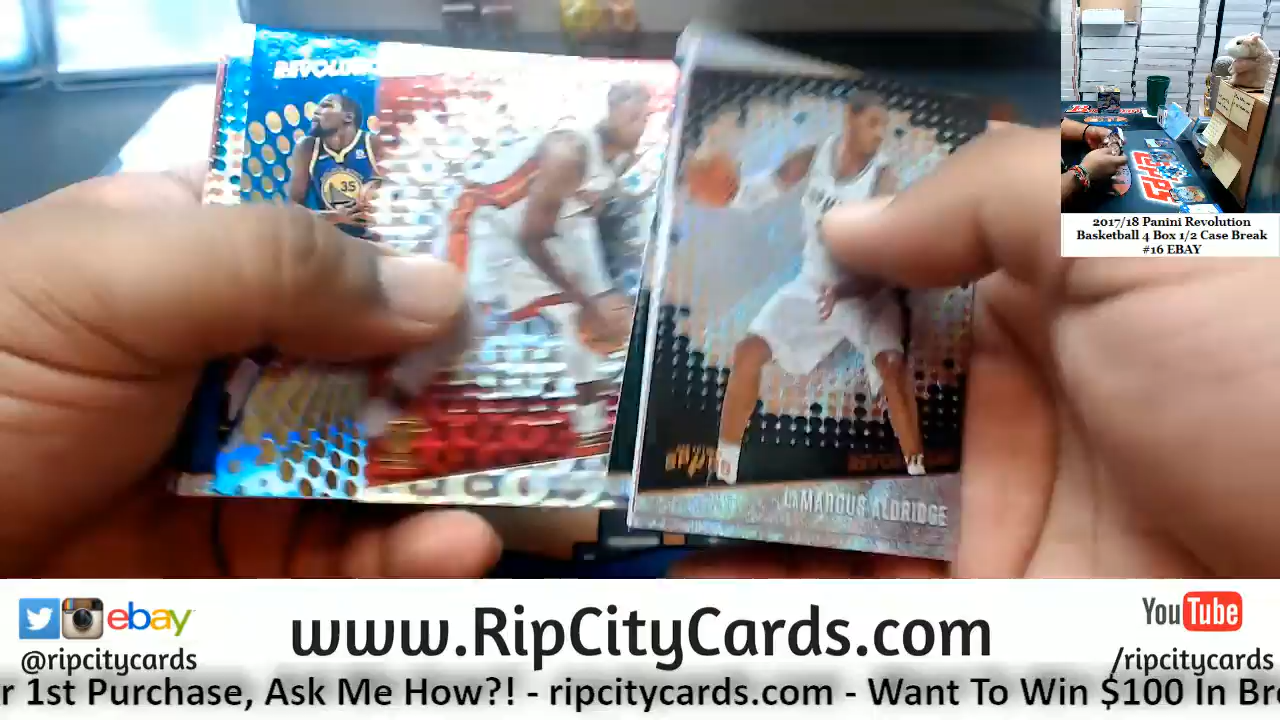 REVOLU
35
LAMARCUS ALDRIDGE
2017/18 Panini Revolution
Basketball 4 Box 1/2 Case Break
#16 EBAY
ebay
@ripcitycards
www.RipCityCards.com
YouTube
/ripcitycards
r 1st Purchase, Ask Me How?! - ripcitycards.com - Want To Win $100 In Bre